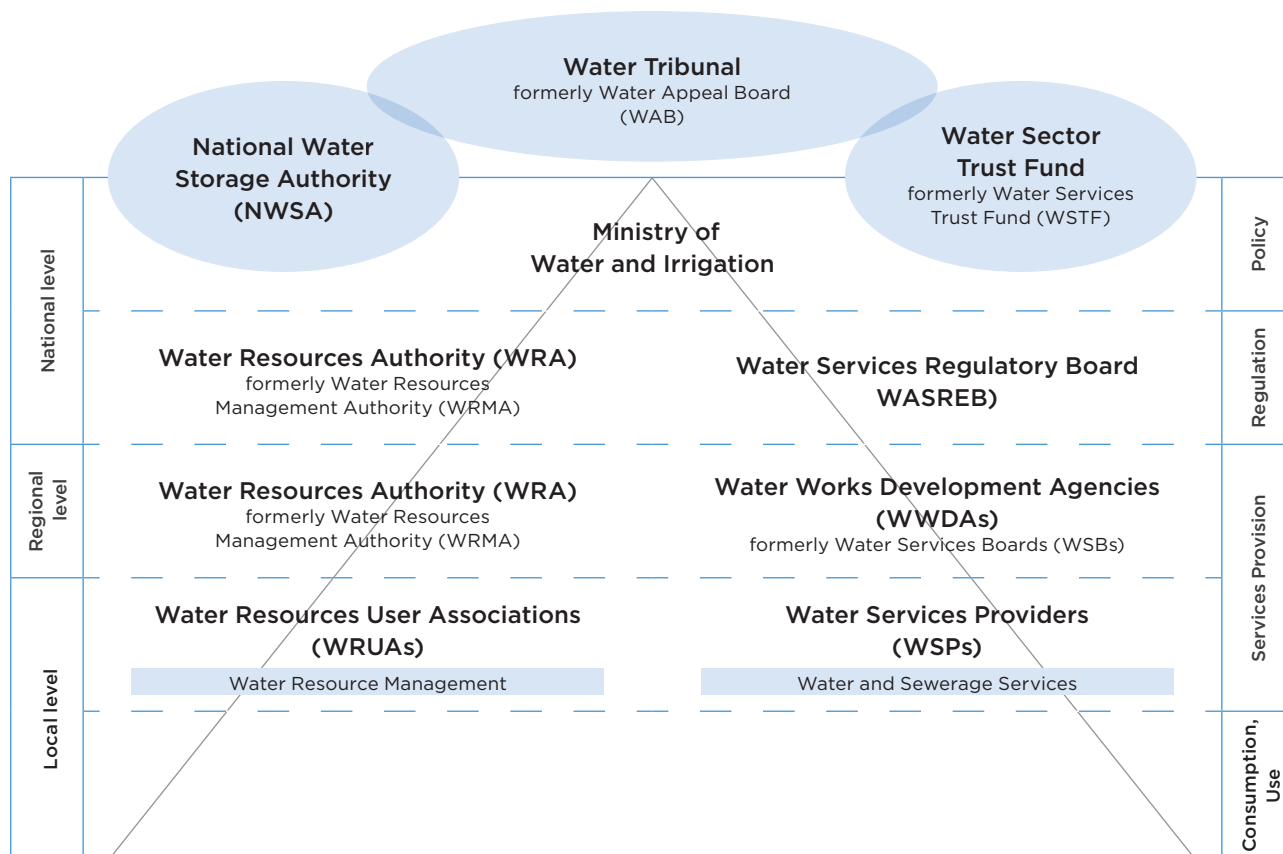 Water Tribunal
formerly Water Appeal Board
(WAB)
National Water
Storage Authority
(NWSA)
Water Sector
Trust Fund
formerly Water Services
Trust Fund (WSTF)
Ministry of
Water and Irrigation
National level
Policy
Water Resources Authority (WRA)
formerly Water Resources
Management Authority (WRMA)
Water Services Regulatory Board
WASREB)
Regulation
Regional
level
Water Resources Authority (WRA)
formerly Water Resources
Management Authority (WRMA)
Water Works Development Agencies
(WWDAs)
formerly Water Services Boards (WSBs)
Services Provision
Local level
Water Resources User Associations
(WRUAs)
Water Resource Management
Water Services Providers
(WSPs)
Water and Sewerage Services
Consumption,
Use